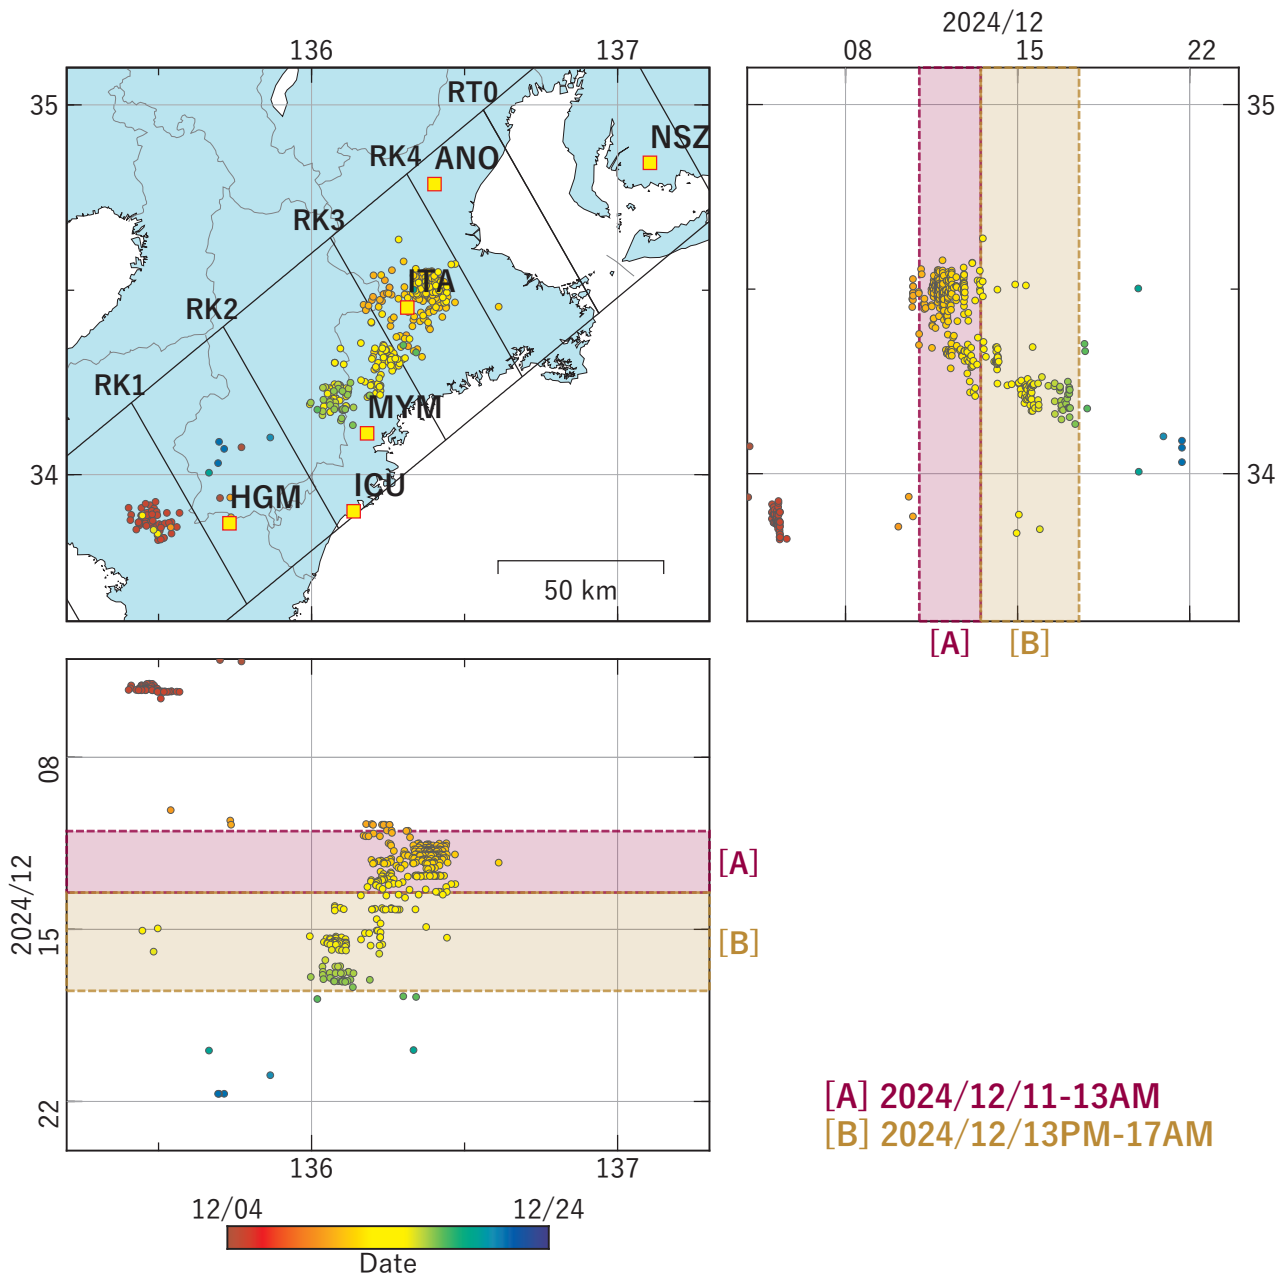 2024/12
136
137
08
15
22
35
RT0
NSZ
RK4
ANO
RK3
ITA
RK2
RK1
MYM
34
ICU
HGM
50 km
35
34
[A]
[B]
08
15
22
2024/12
[A]
[B]
136
137
[A] 2024/12/11-13AM
[B] 2024/12/13PM-17AM
12/04
12/24
Date